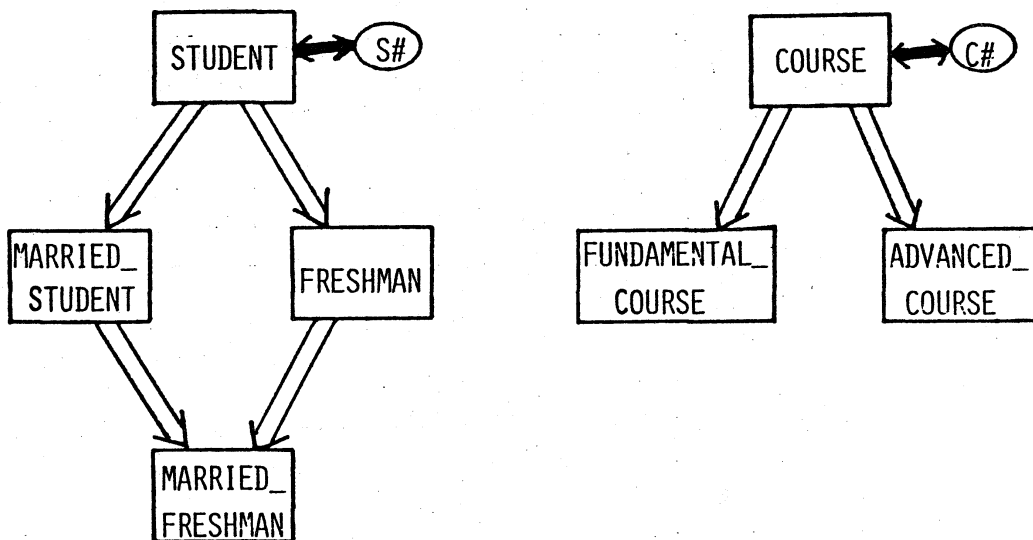 STUDENT
S#
COURSE
C#
MARRIED_
STUDENT
FRESHMAN
FUNDAMENTAL_
COURSE
ADVANCED_
COURSE
MARRIED_
FRESHMAN